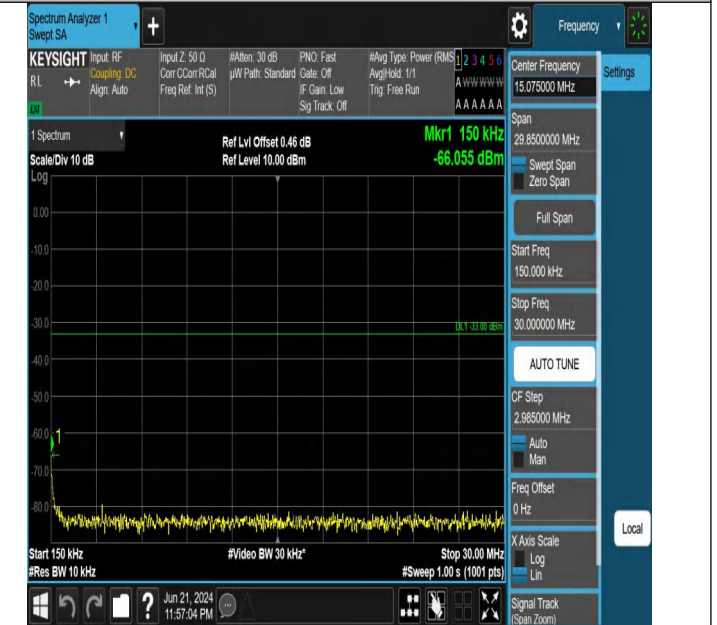 Spectrum Analyzer 1
Swept SA
+
Frequency
KEYSIGHT
RL
LXI
Input: RF
Coupling: DC
Align: Auto
Input Z: 50 Ω
Corr CCorr RCal
Freq Ref: Int (S)
#Atten: 30 dB
µW Path: Standard
PNO: Fast
Gate: Off
IF Gain: Low
Sig Track: Off
#Avg Type: Power (RMS
Avg|Hold: 1/1
Trig: Free Run
1 2 3 4 5 6
A W W W W W
A A A A A A
1 Spectrum
Scale/Div 10 dB
Log
Ref Lvl Offset 0.46 dB
Ref Level 10.00 dBm
Mkr1 150 kHz
-66.055 dBm
0.00
-10.0
-20.0
-30.0
DL1 -33.00 dBm
-40.0
-50.0
-60.0
1
-70.0
-80.0
Start 150 kHz
#Video BW 30 kHz*
Stop 30.00 MHz
#Res BW 10 kHz
#Sweep 1.00 s (1001 pts)
?
Jun 21, 2024
11:57:04 PM
Center Frequency
15.075000 MHz
Settings
Span
29.8500000 MHz
Swept Span
Zero Span
Full Span
Start Freq
150.000 kHz
Stop Freq
30.000000 MHz
AUTO TUNE
CF Step
2.985000 MHz
Auto
Man
Freq Offset
0 Hz
X Axis Scale
Log
Lin
Local
Signal Track
(Span Zoom)